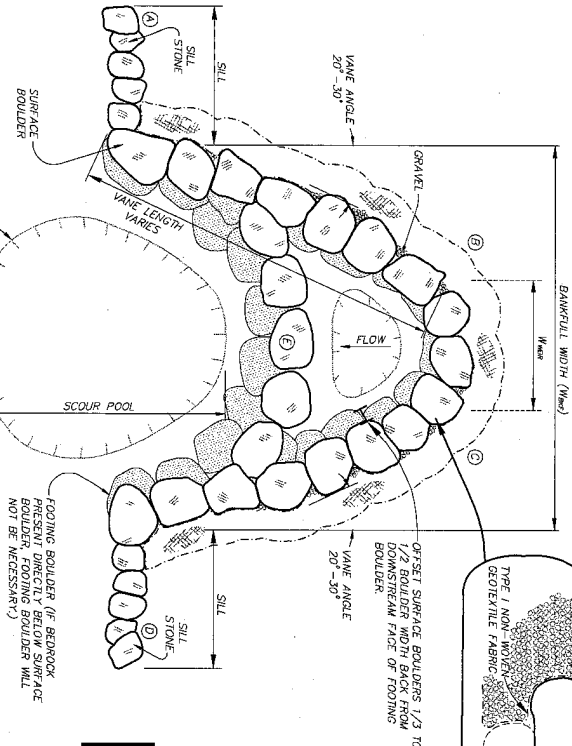 A
SILL
STONE
SILL
VANE ANGLE
20°-30°
GRAVEL
B
BANKFULL WIDTH (WBKF)
WWEIR
SURFACE
BOULDER
VANE LENGTH
VARIES
FLOW
E
C
SCOUR POOL
FOOTING BOULDER (IF BEDROCK
PRESENT DIRECTLY BELOW SURFACE
BOULDER, FOOTING BOULDER WILL
NOT BE NECESSARY.)
SILL
STONE
D
SILL
VANE ANGLE
20°-30°
OFFSET SURFACE BOULDERS 1/3 TO
1/2 BOULDER WIDTH BACK FROM
DOWNSTREAM FACE OF FOOTING
BOULDER.
TYPE I NON-WOVEN
GEOTEXTILE FABRIC